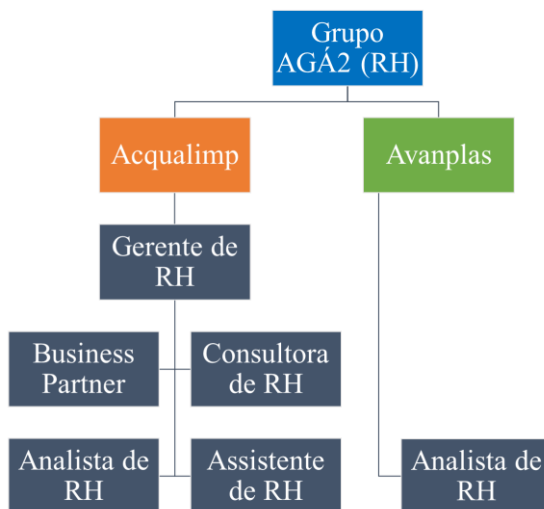 Grupo
AGÁ2 (RH)
Acqualimp
Avanplas
Gerente de
RH
Business
Partner
Consultora
de RH
Analista de
RH
Assistente
de RH
Analista de
RH